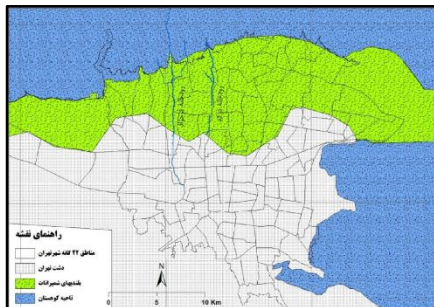 راهنمای نقشه
مناطق ۲۲ گانه شهر تهران
دشت تهران
بلندیهای شمیرانات
ناحیه کوهستان
N
0 5 10 Km